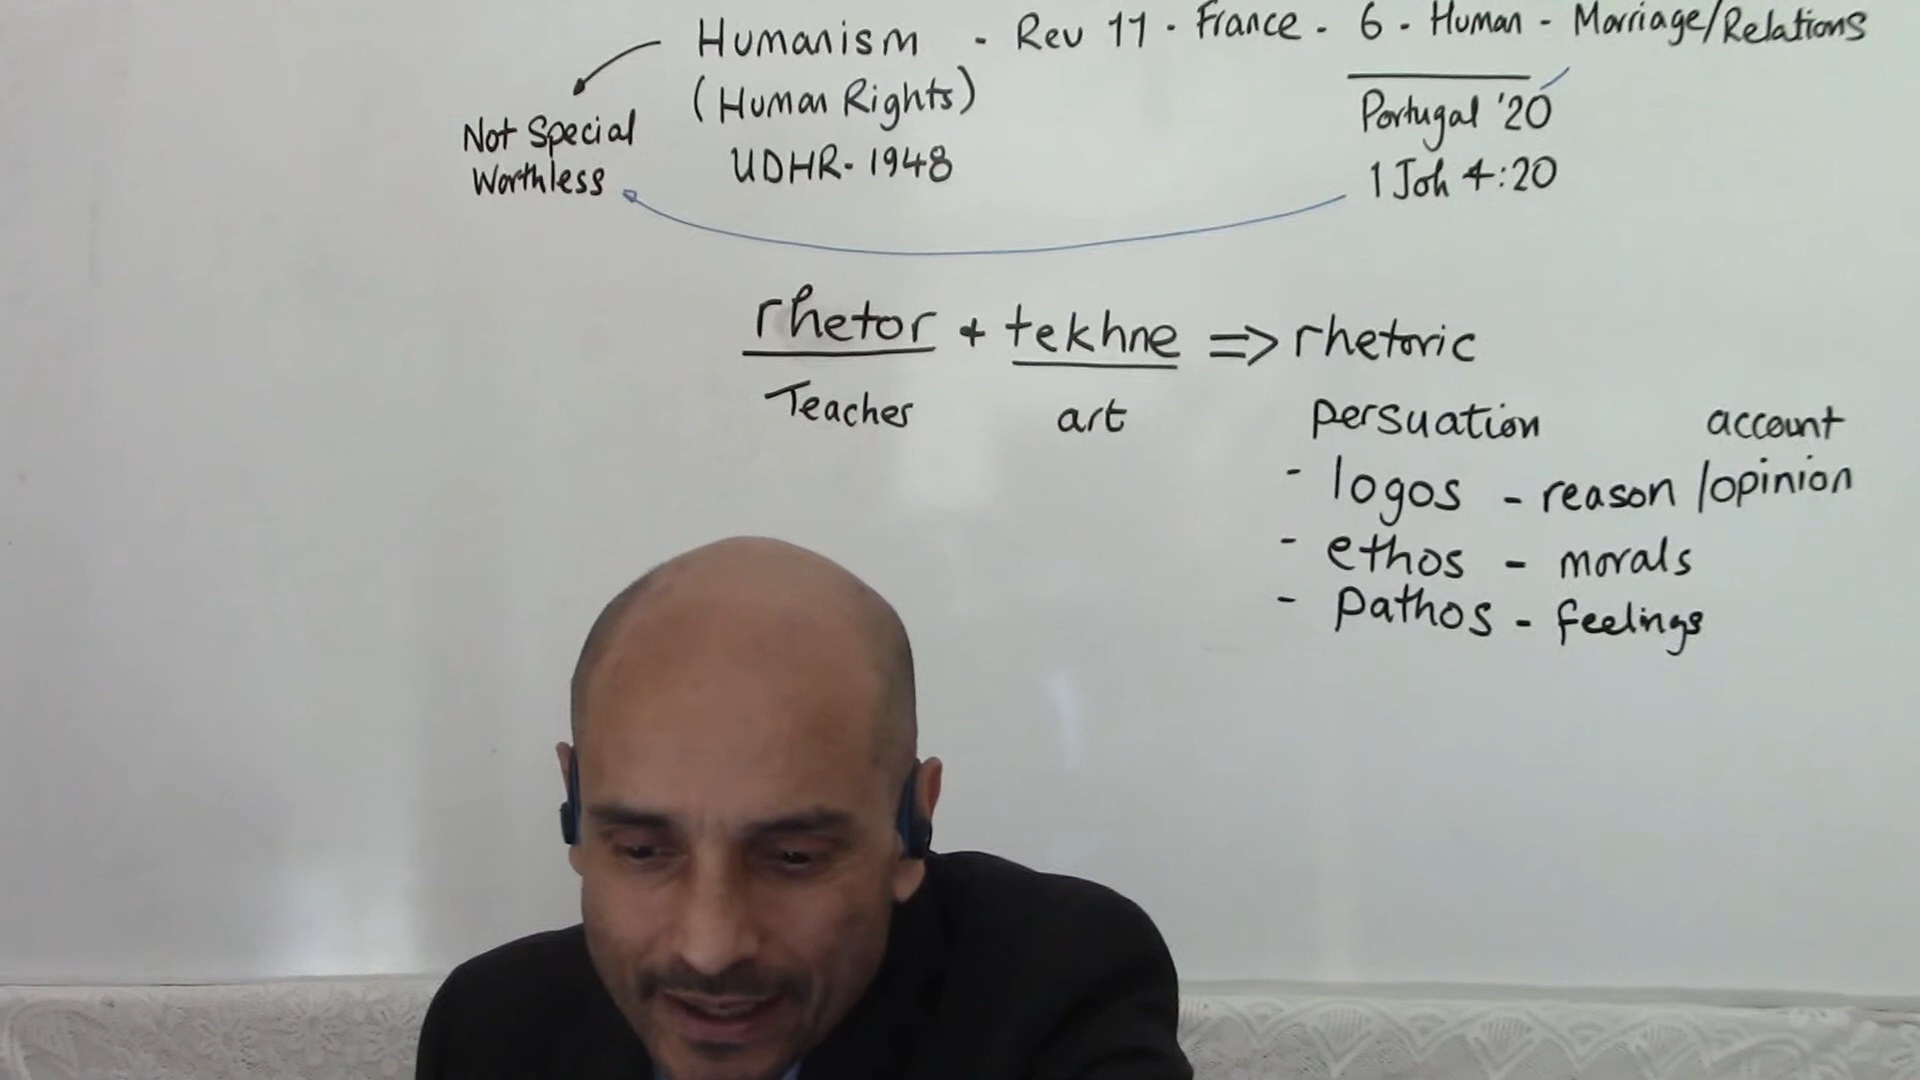 Humanism - Rev 11 - France - 6 - Human - Marriage/Relations
(Human Rights)
UDHR - 1948
Not Special
Worthless
Portugal '20
1 Joh 4:20
rhetor + tekhne => rhetoric
Teacher art
persuation account
- logos - reason /opinion
- ethos - morals
- pathos - feelings